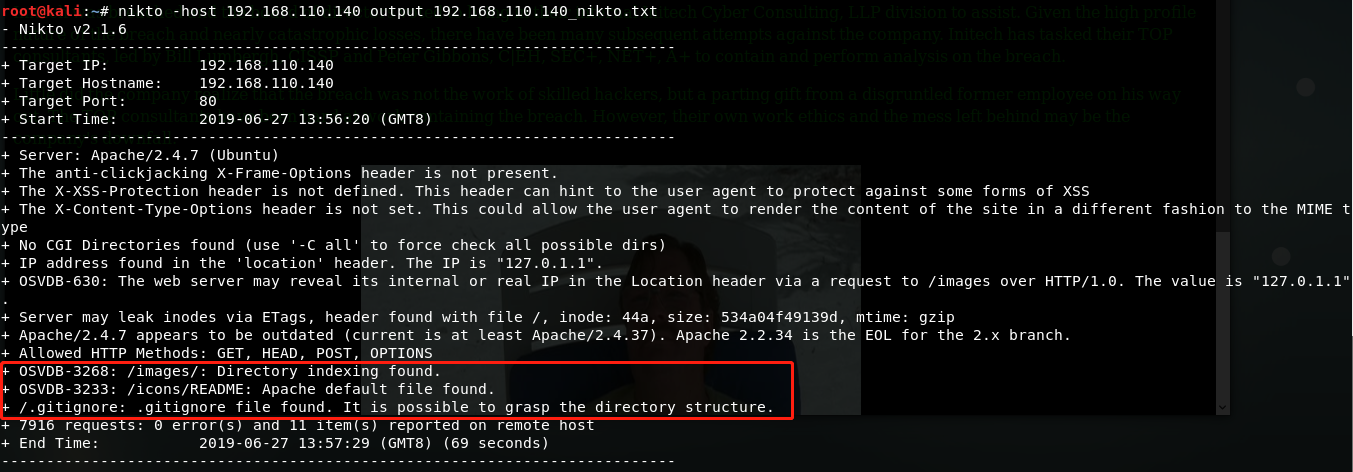 root@kali:~# nikto -host 192.168.110.140 output 192.168.110.140_nikto.txt
- Nikto v2.1.6
---------------------------------------------------------------------------
+ Target IP:          192.168.110.140
+ Target Hostname:    192.168.110.140
+ Target Port:        80
+ Start Time:         2019-06-27 13:56:20 (GMT8)
---------------------------------------------------------------------------
+ Server: Apache/2.4.7 (Ubuntu)
+ The anti-clickjacking X-Frame-Options header is not present.
+ The X-XSS-Protection header is not defined. This header can hint to the user agent to protect against some forms of XSS
+ The X-Content-Type-Options header is not set. This could allow the user agent to render the content of the site in a different fashion to the MIME t
ype
+ No CGI Directories found (use '-C all' to force check all possible dirs)
+ IP address found in the 'location' header. The IP is "127.0.1.1".
+ OSVDB-630: The web server may reveal its internal or real IP in the Location header via a request to /images over HTTP/1.0. The value is "127.0.1.1"
.
+ Server may leak inodes via ETags, header found with file /, inode: 44a, size: 534a04f49139d, mtime: gzip
+ Apache/2.4.7 appears to be outdated (current is at least Apache/2.4.37). Apache 2.2.34 is the EOL for the 2.x branch.
+ Allowed HTTP Methods: GET, HEAD, POST, OPTIONS
+ OSVDB-3268: /images/: Directory indexing found.
+ OSVDB-3233: /icons/README: Apache default file found.
+ /.gitignore: .gitignore file found. It is possible to grasp the directory structure.
+ 7916 requests: 0 error(s) and 11 item(s) reported on remote host
+ End Time:           2019-06-27 13:57:29 (GMT8) (69 seconds)
---------------------------------------------------------------------------